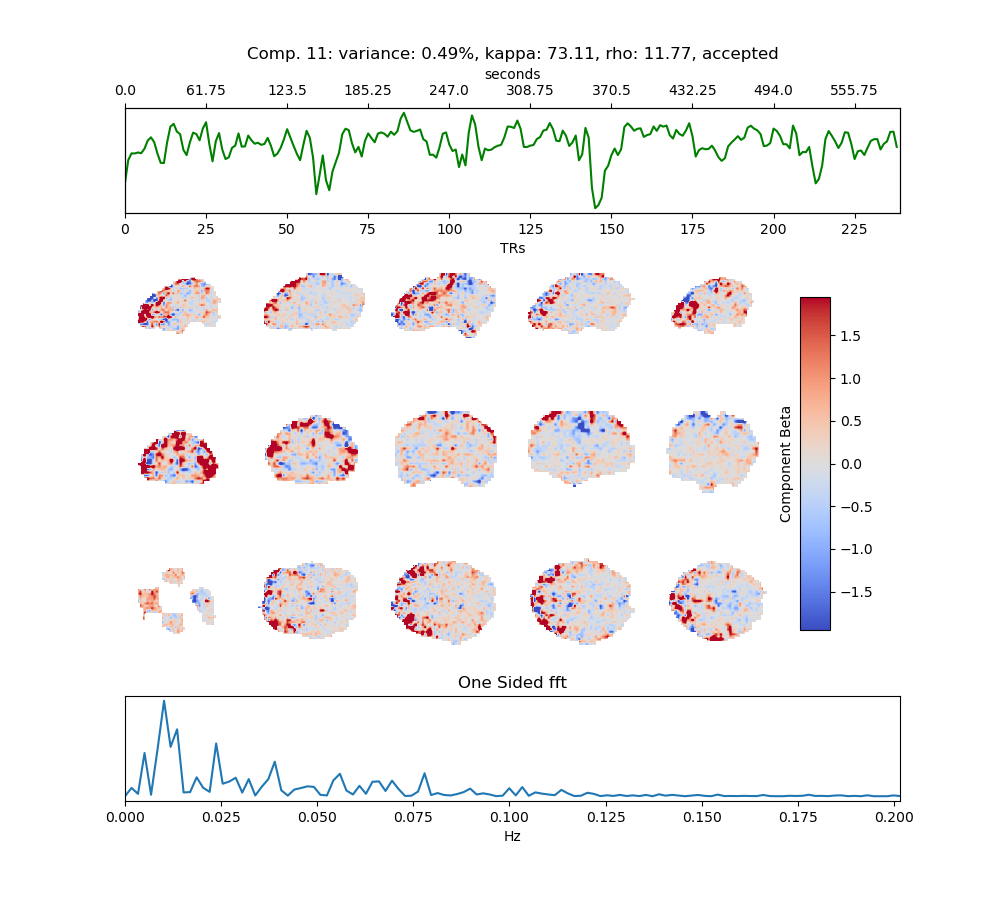 Comp. 11: variance: 0.49%, kappa: 73.11, rho: 11.77, accepted
seconds
0.0 61.75 123.5 185.25 247.0 308.75 370.5 432.25 494.0 555.75
0 25 50 75 100 125 150 175 200 225
TRs
1.5
1.0
0.5
0.0
−0.5
−1.0
−1.5
Component Beta
One Sided fft
0.000 0.025 0.050 0.075 0.100 0.125 0.150 0.175 0.200
Hz